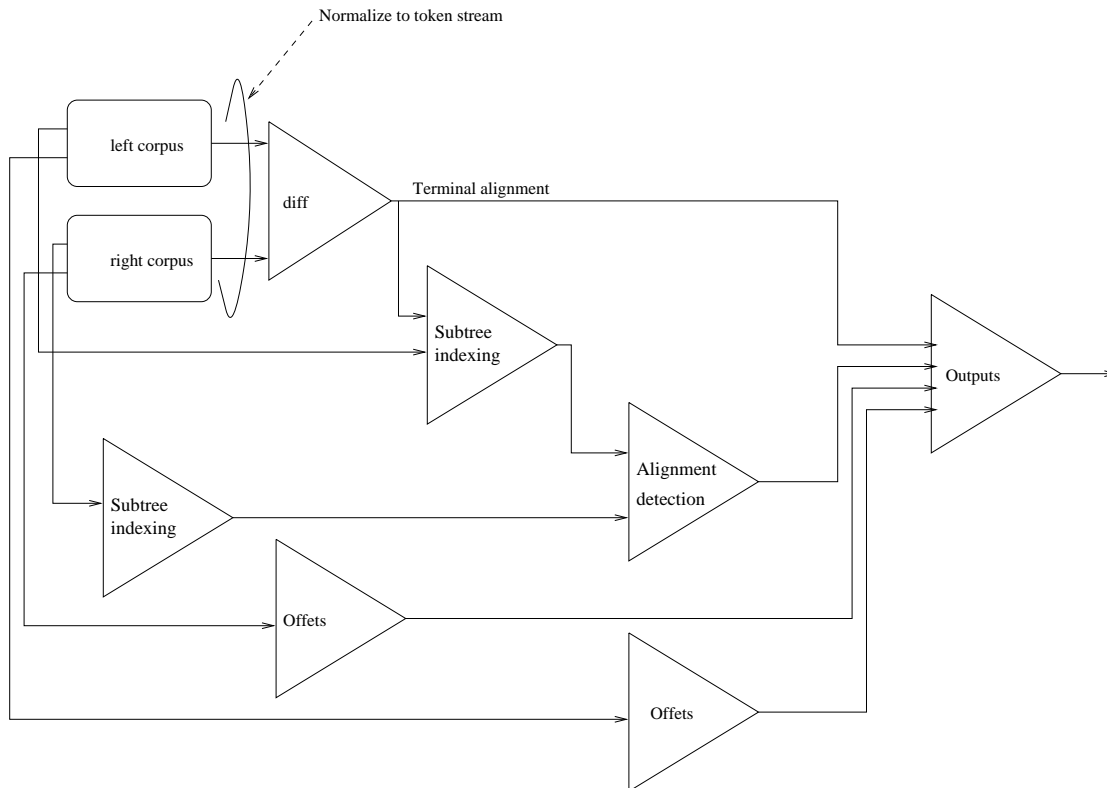 Normalize to token stream
left corpus
diff
Terminal alignment
right corpus
Subtree
indexing
Outputs
Alignment
detection
Subtree
indexing
Offets
Offets